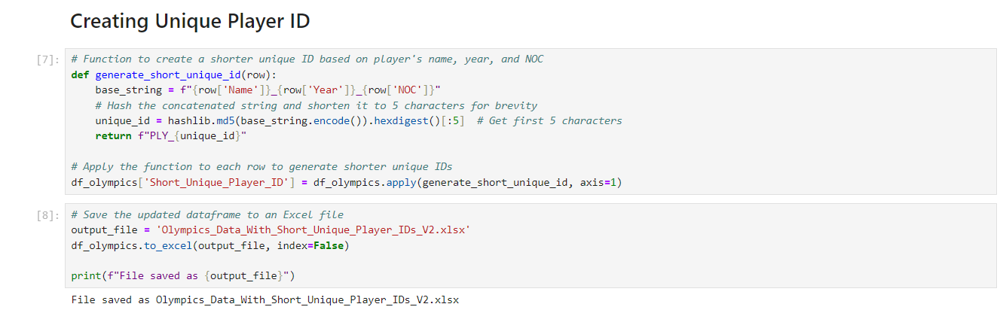 Creating Unique Player ID
[7]:
# Function to create a shorter unique ID based on player's name, year, and NOC
def generate_short_unique_id(row):
    base_string = f"{row['Name']}_{row['Year']}_{row['NOC']}"
    # Hash the concatenated string and shorten it to 5 characters for brevity
    unique_id = hashlib.md5(base_string.encode()).hexdigest()[:5]  # Get first 5 characters
    return f"PLY_{unique_id}"

# Apply the function to each row to generate shorter unique IDs
df_olympics['Short_Unique_Player_ID'] = df_olympics.apply(generate_short_unique_id, axis=1)
[8]:
# Save the updated dataframe to an Excel file
output_file = 'Olympics_Data_With_Short_Unique_Player_IDs_V2.xlsx'
df_olympics.to_excel(output_file, index=False)

print(f"File saved as {output_file}")
File saved as Olympics_Data_With_Short_Unique_Player_IDs_V2.xlsx